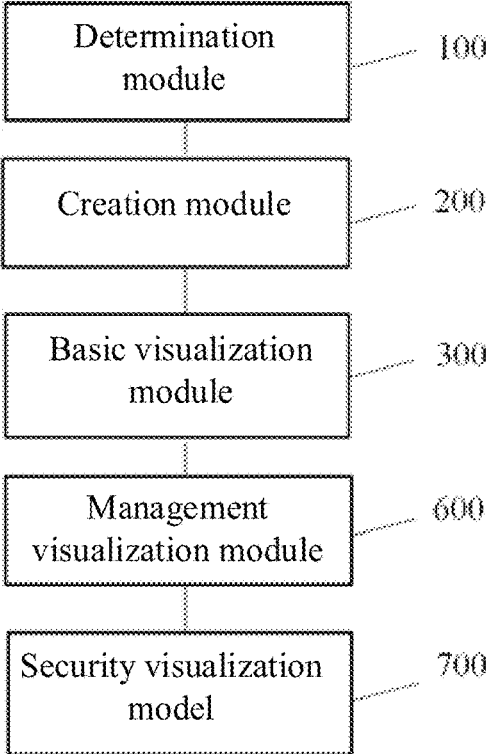 Determination
module
100
Creation module
200
Basic visualization
module
300
Management
visualization module
600
Security visualization
model
700